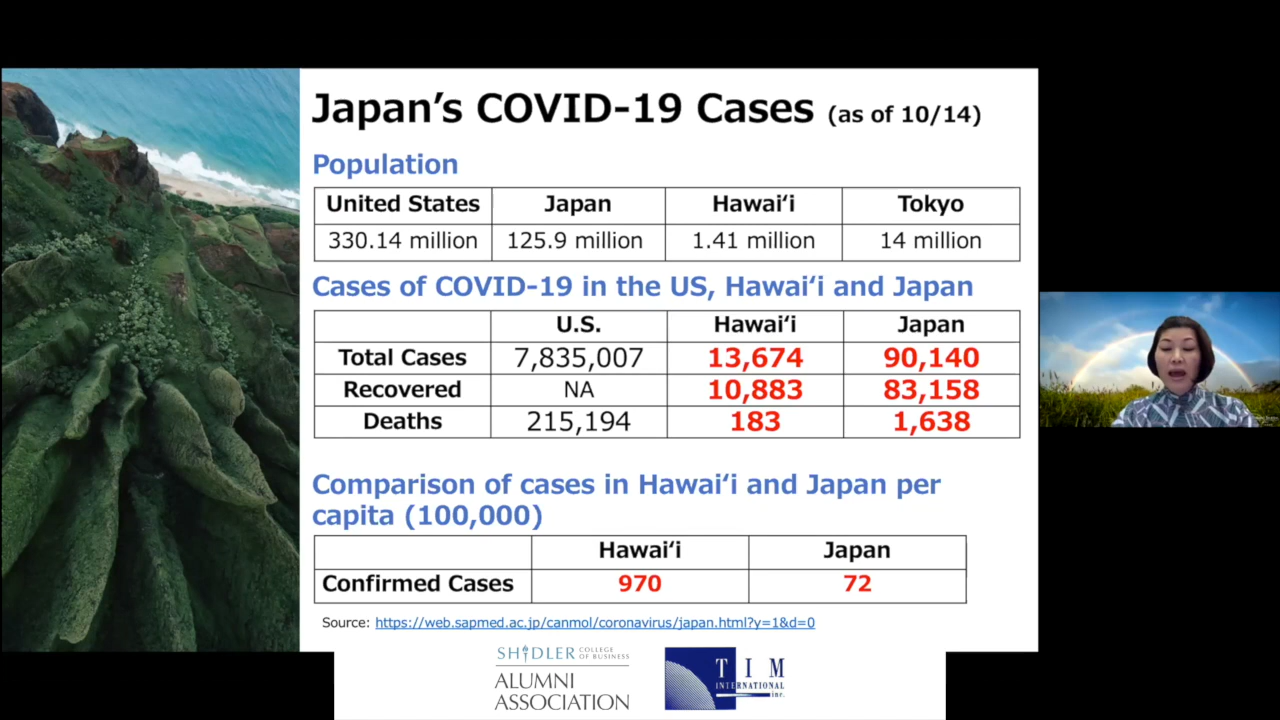 Japan’s COVID-19 Cases (as of 10/14)
Population
United States Japan Hawai‘i Tokyo
330.14 million 125.9 million 1.41 million 14 million
Cases of COVID-19 in the US, Hawai‘i and Japan
U.S. Hawai‘i Japan
Total Cases 7,835,007 13,674 90,140
Recovered NA 10,883 83,158
Deaths 215,194 183 1,638
Comparison of cases in Hawai‘i and Japan per
capita (100,000)
Hawai‘i Japan
Confirmed Cases 970 72
Source: https://web.sapmed.ac.jp/canmol/coronavirus/japan.html?y=1&d=0
SHIDLER COLLEGE OF BUSINESS
ALUMNI
ASSOCIATION
T I M
INTERNATIONAL
inc.